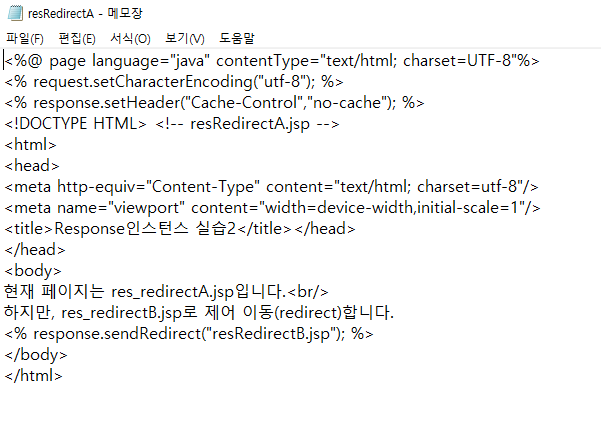 resRedirectA - 메모장
파일(F) 편집(E) 서식(O) 보기(V) 도움말
<%@ page language="java" contentType="text/html; charset=UTF-8"%>
<% request.setCharacterEncoding("utf-8"); %>
<% response.setHeader("Cache-Control","no-cache"); %>
<!DOCTYPE HTML> <!-- resRedirectA.jsp -->
<html>
<head>
<meta http-equiv="Content-Type" content="text/html; charset=utf-8"/>
<meta name="viewport" content="width=device-width,initial-scale=1"/>
<title>Response인스턴스 실습2</title></head>
</head>
<body>
현재 페이지는 res_redirectA.jsp입니다.<br/>
하지만, res_redirectB.jsp로 제어 이동(redirect)합니다.
<% response.sendRedirect("resRedirectB.jsp"); %>
</body>
</html>